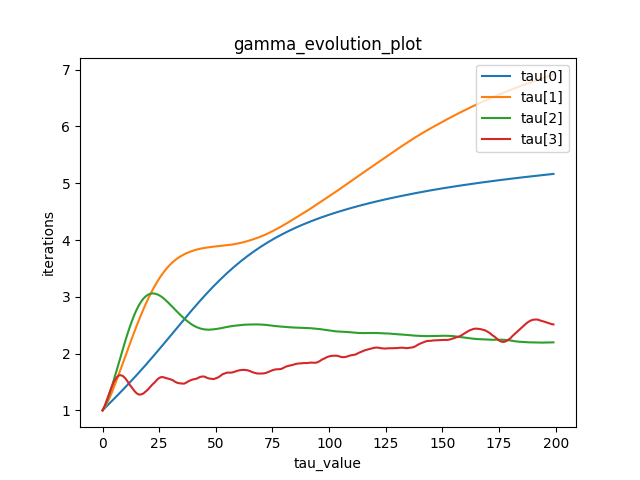 gamma_evolution_plot
7
6
5
4
3
2
1
iterations
tau[0]
tau[1]
tau[2]
tau[3]
0 25 50 75 100 125 150 175 200
tau_value